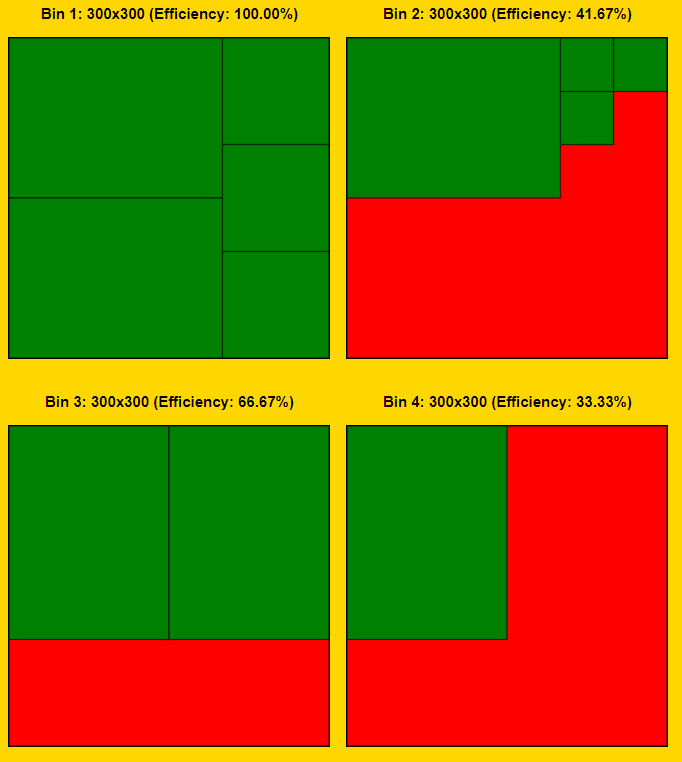 Bin 1: 300x300 (Efficiency: 100.00%)
Bin 2: 300x300 (Efficiency: 41.67%)
Bin 3: 300x300 (Efficiency: 66.67%)
Bin 4: 300x300 (Efficiency: 33.33%)